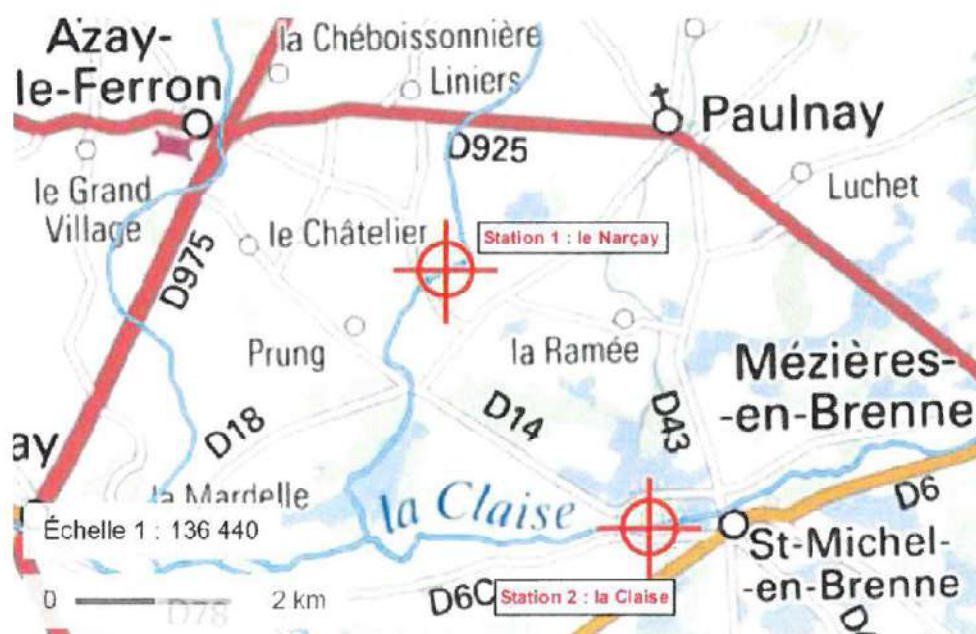 Azay-
le-Ferron
la Chéboissonnière
Liniers
Paulnay
D925
Luchet
le Grand
Village
le Châtelier
Station 1 : le Narçay
D975
Prung
la Ramée
Mézières-
-en-Brenne
D18
D14
D43
ay
la Mardelle
la Claise
D6
Échelle 1 : 136 440
St-Michel-
-en-Brenne
0 2 km
D78
D6C
Station 2 : la Claise